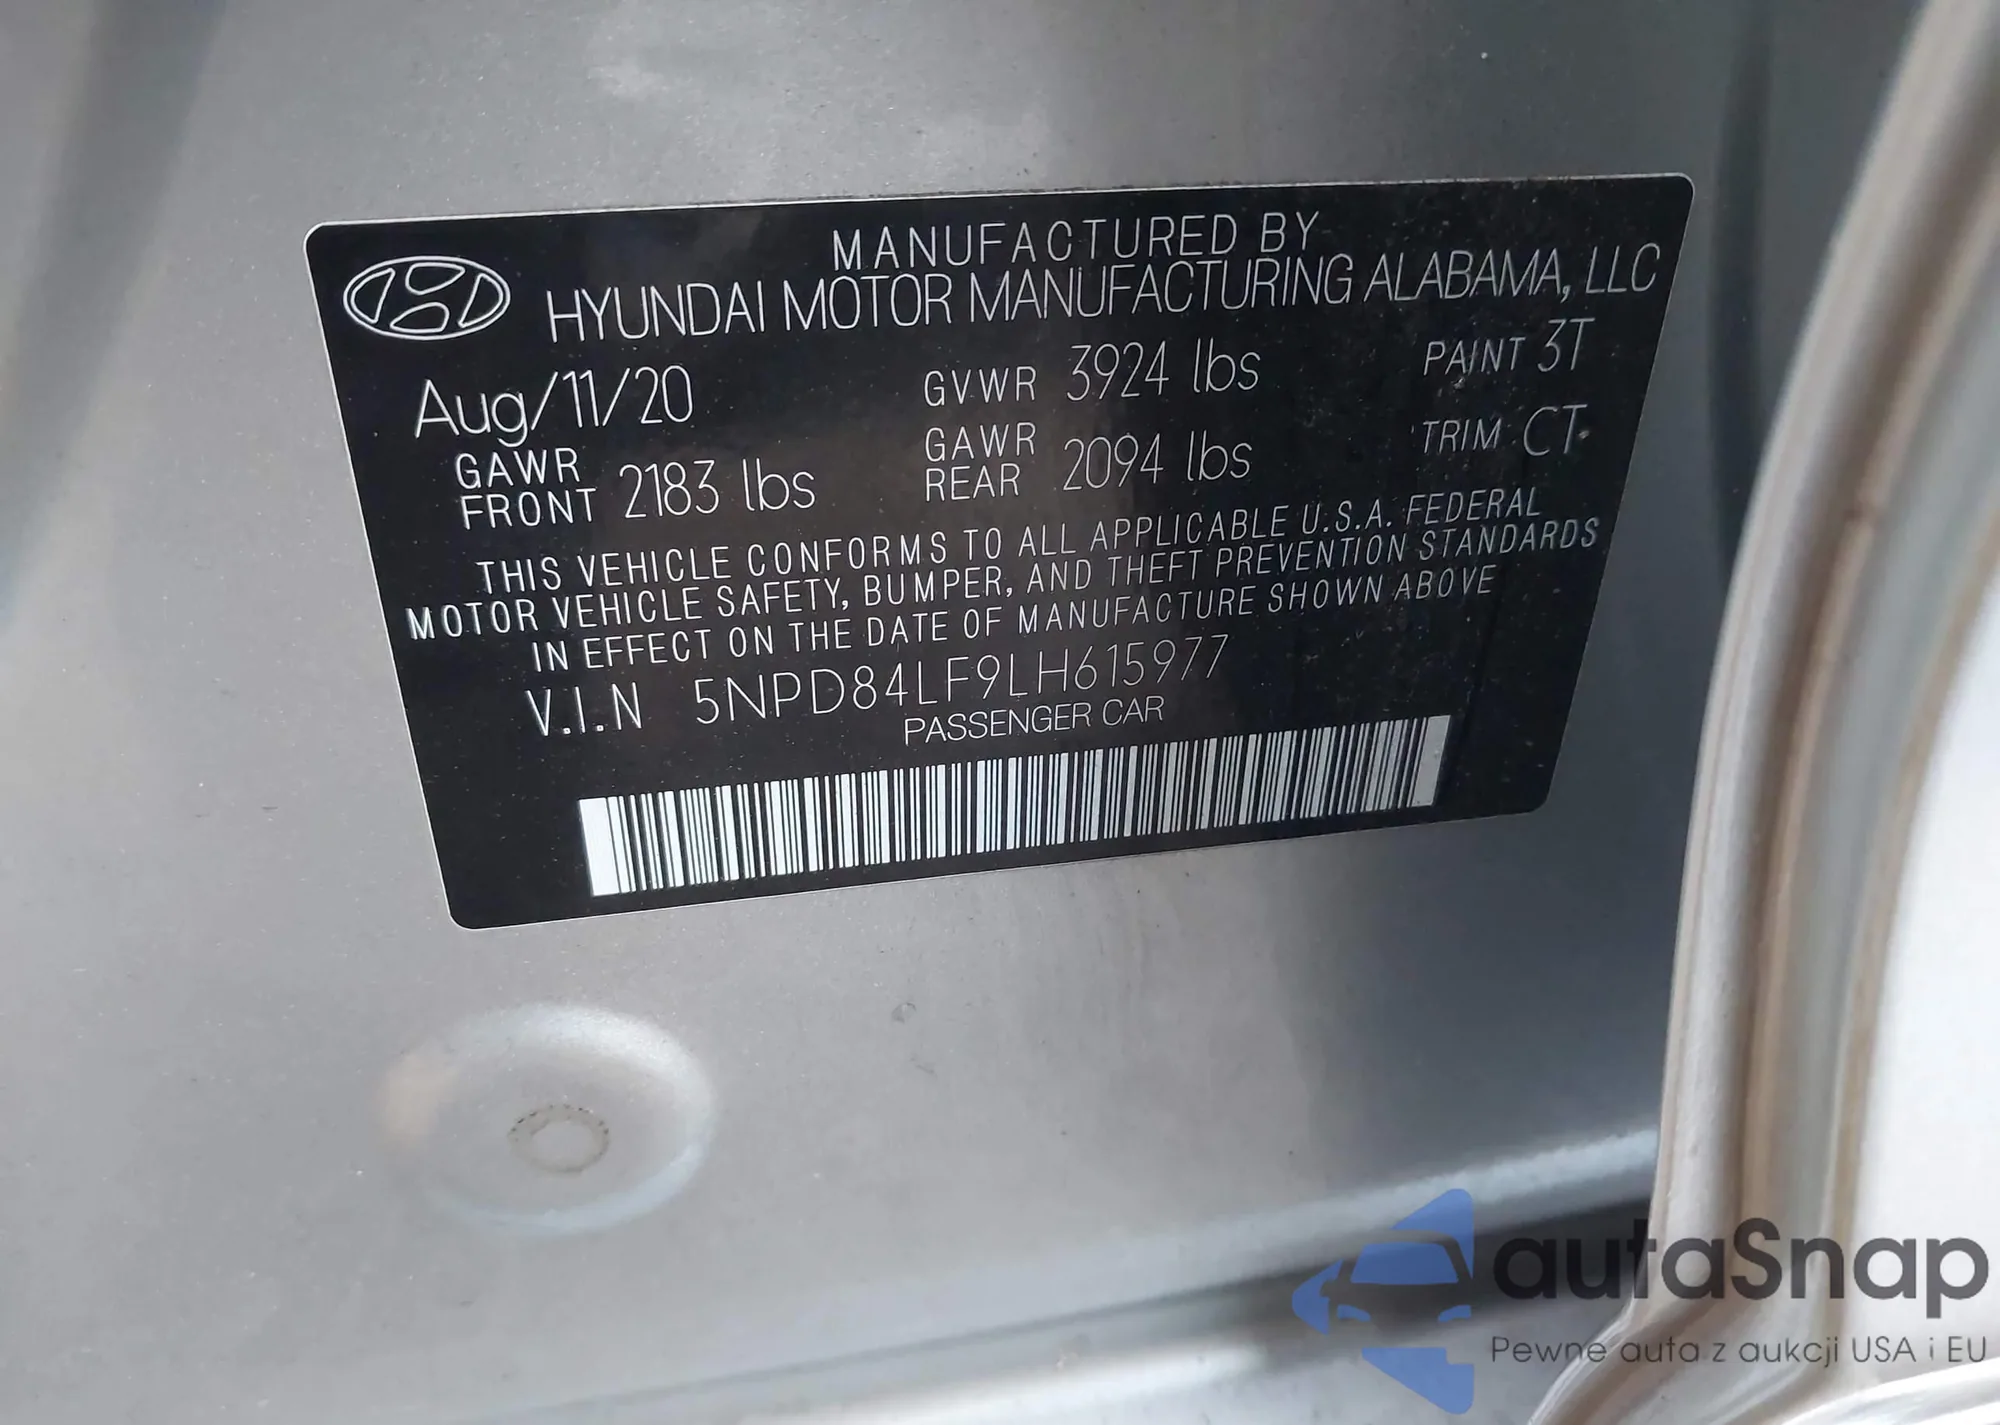 MANUFACTURED BY
HYUNDAI MOTOR MANUFACTURING ALABAMA, LLC
Aug/11/20 GVWR 3924 lbs PAINT 3T
GAWR FRONT 2183 lbs GAWR REAR 2094 lbs TRIM CT
THIS VEHICLE CONFORMS TO ALL APPLICABLE U.S.A. FEDERAL
MOTOR VEHICLE SAFETY, BUMPER, AND THEFT PREVENTION STANDARDS
IN EFFECT ON THE DATE OF MANUFACTURE SHOWN ABOVE
V.I.N 5NPD84LF9LH615977
PASSENGER CAR
autaSnap
Pewne auta z aukcji USA i EU